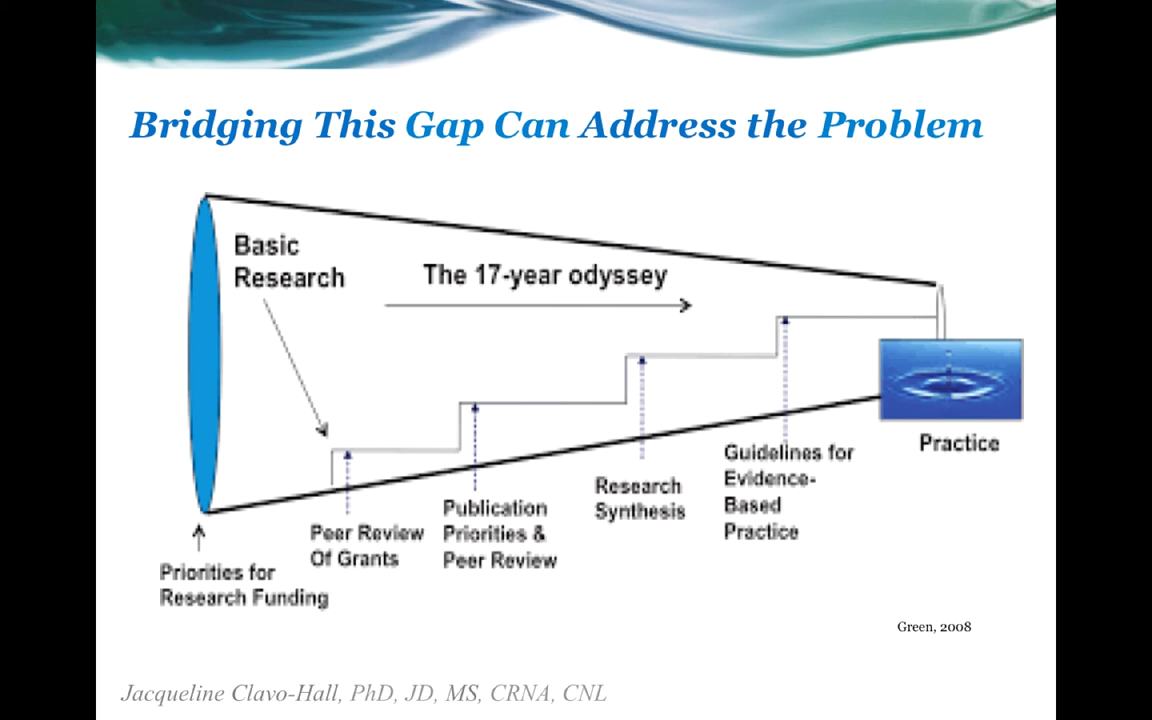 Bridging This Gap Can Address the Problem
Basic
Research
The 17-year odyssey
Practice
Guidelines for
Evidence-
Based
Practice
Research
Synthesis
Publication
Priorities &
Peer Review
Peer Review
Of Grants
Priorities for
Research Funding
Green, 2008
Jacqueline Clavo-Hall, PhD, JD, MS, CRNA, CNL